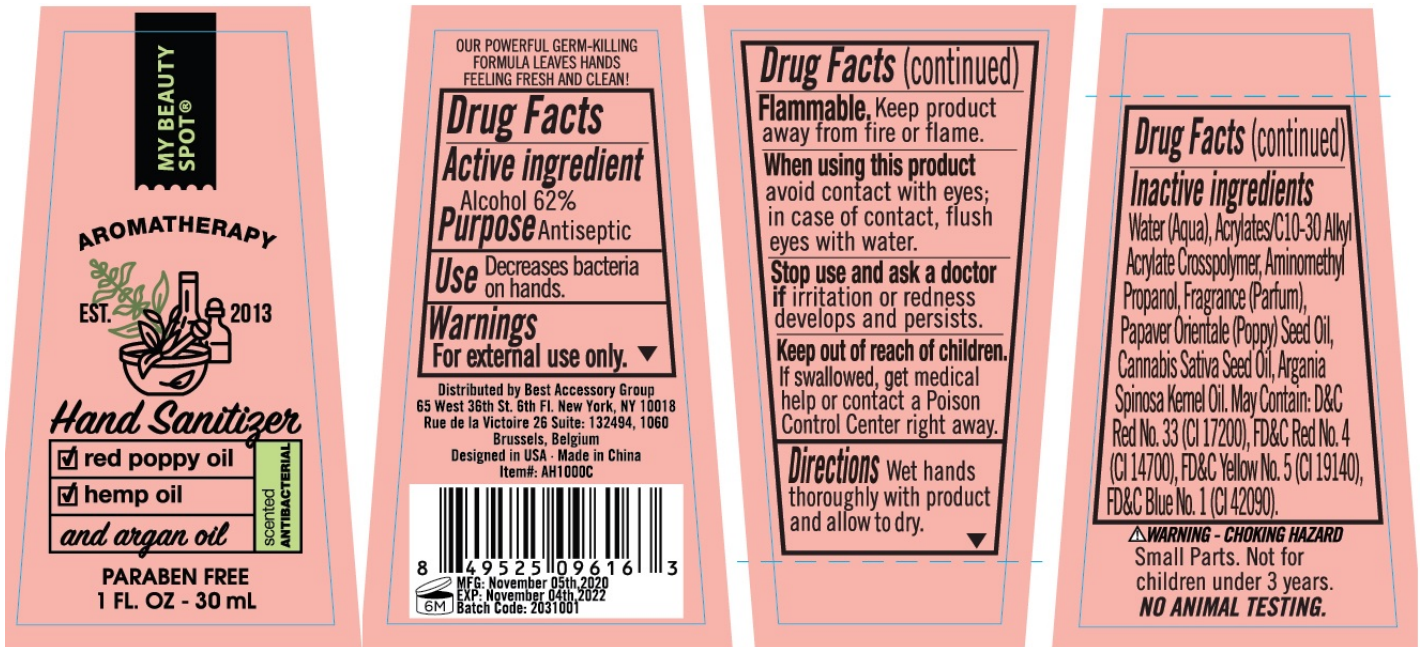 MY BEAUTY
SPOT®
AROMATHERAPY
EST. 2013
Hand Sanitizer
red poppy oil
hemp oil
and argan oil
scented
ANTIBACTERIAL
PARABEN FREE
1 FL. OZ - 30 mL
OUR POWERFUL GERM-KILLING
FORMULA LEAVES HANDS
FEELING FRESH AND CLEAN!
Drug Facts
Active ingredient
Alcohol 62%
Purpose Antiseptic
Use Decreases bacteria
on hands.
Warnings
For external use only.
Distributed by Best Accessory Group
65 West 36th St. 6th Fl. New York, NY 10018
Rue de la Victoire 26 Suite: 132494, 1060
Brussels, Belgium
Designed in USA · Made in China
Item#: AH1000C
8 49525 09616 3
6M
MFG: November 05th,2020
EXP: November 04th,2022
Batch Code: 2031001
Drug Facts (continued)
Flammable. Keep product
away from fire or flame.
When using this product
avoid contact with eyes;
in case of contact, flush
eyes with water.
Stop use and ask a doctor
if irritation or redness
develops and persists.
Keep out of reach of children.
If swallowed, get medical
help or contact a Poison
Control Center right away.
Directions Wet hands
thoroughly with product
and allow to dry.
Drug Facts (continued)
Inactive ingredients
Water (Aqua), Acrylates/C10-30 Alkyl
Acrylate Crosspolymer, Aminomethyl
Propanol, Fragrance (Parfum),
Papaver Orientale (Poppy) Seed Oil,
Cannabis Sativa Seed Oil, Argania
Spinosa Kernel Oil. May Contain: D&C
Red No. 33 (CI 17200), FD&C Red No. 4
(CI 14700), FD&C Yellow No. 5 (CI 19140),
FD&C Blue No. 1 (CI 42090).
WARNING - CHOKING HAZARD
Small Parts. Not for
children under 3 years.
NO ANIMAL TESTING.